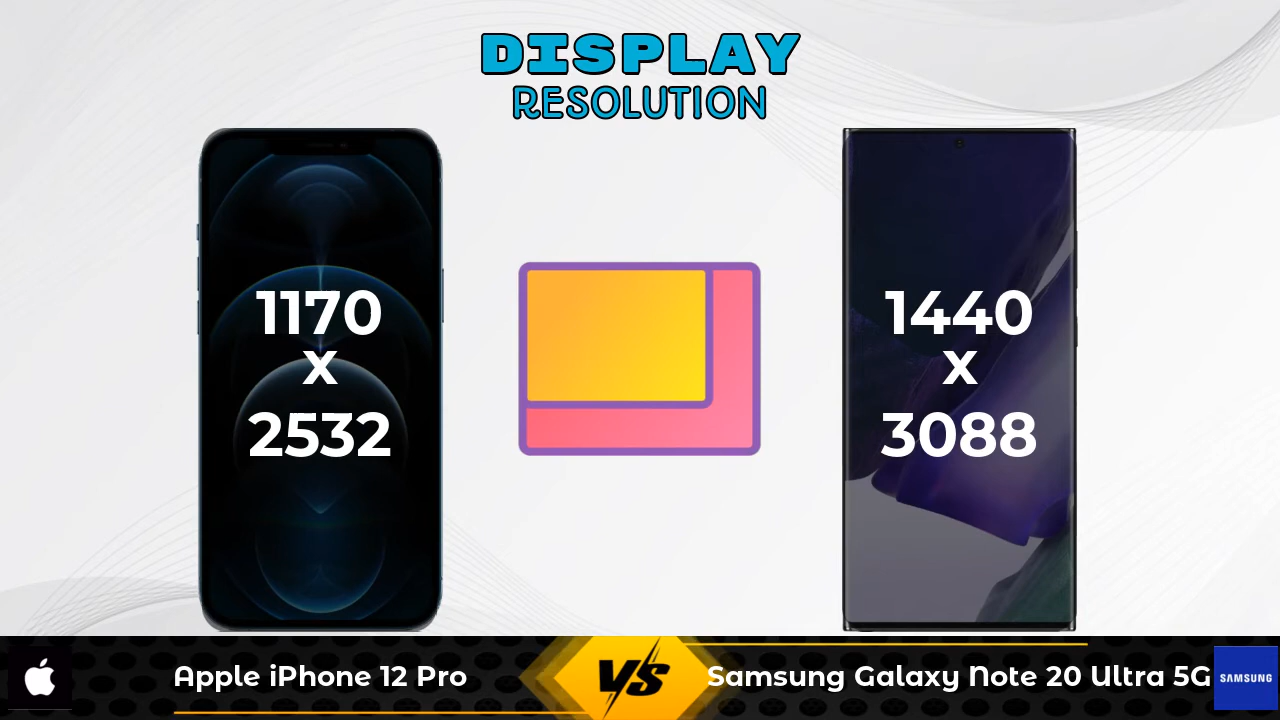 DISPLAY
RESOLUTION
1170
x
2532
1440
x
3088
Apple iPhone 12 Pro
VS
Samsung Galaxy Note 20 Ultra 5G
SAMSUNG